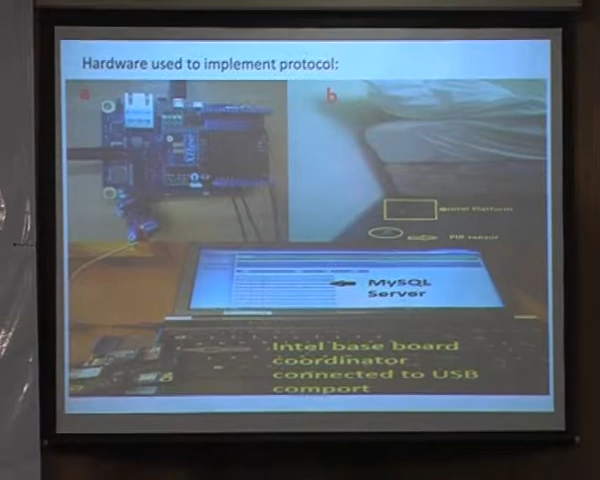 Hardware used to implement protocol:
a
b
Intel Platform
PIR sensor
MySQL
Server
Intel base board
coordinator
connected to USB
comport